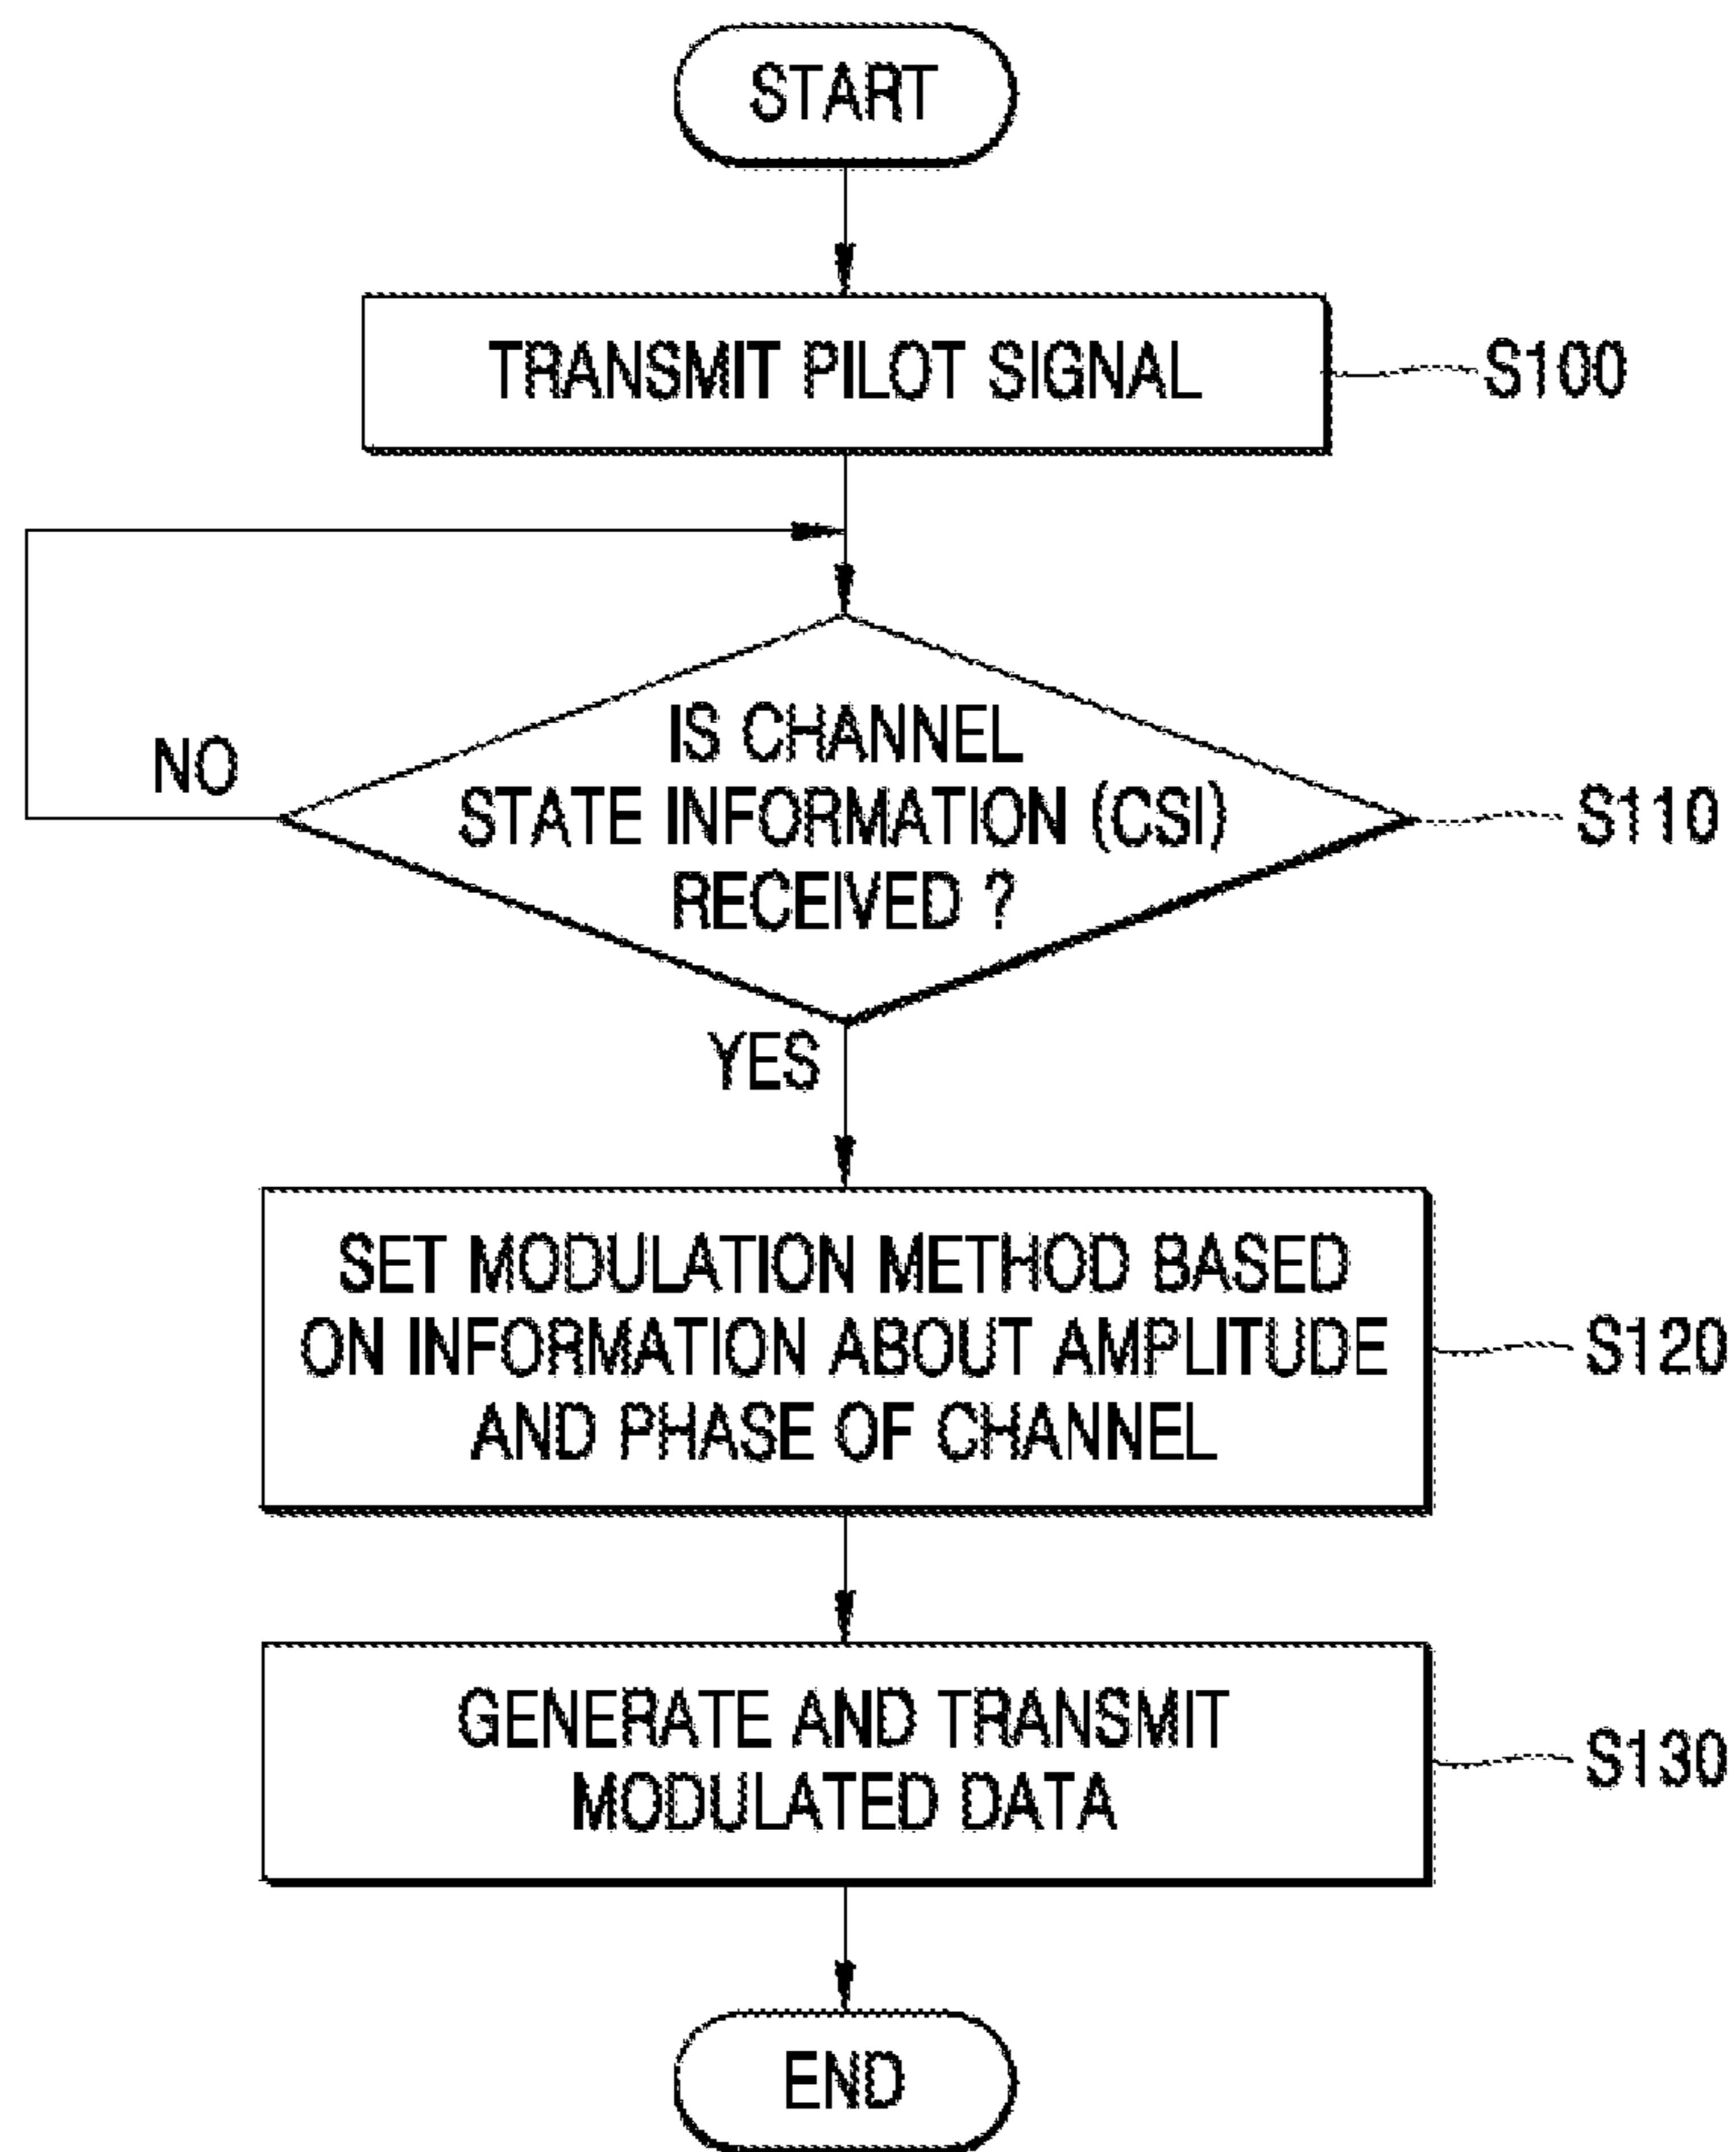 START
TRANSMIT PILOT SIGNAL
S100
IS CHANNEL
STATE INFORMATION (CSI)
RECEIVED ?
S110
NO
YES
SET MODULATION METHOD BASED
ON INFORMATION ABOUT AMPLITUDE
AND PHASE OF CHANNEL
S120
GENERATE AND TRANSMIT
MODULATED DATA
S130
END